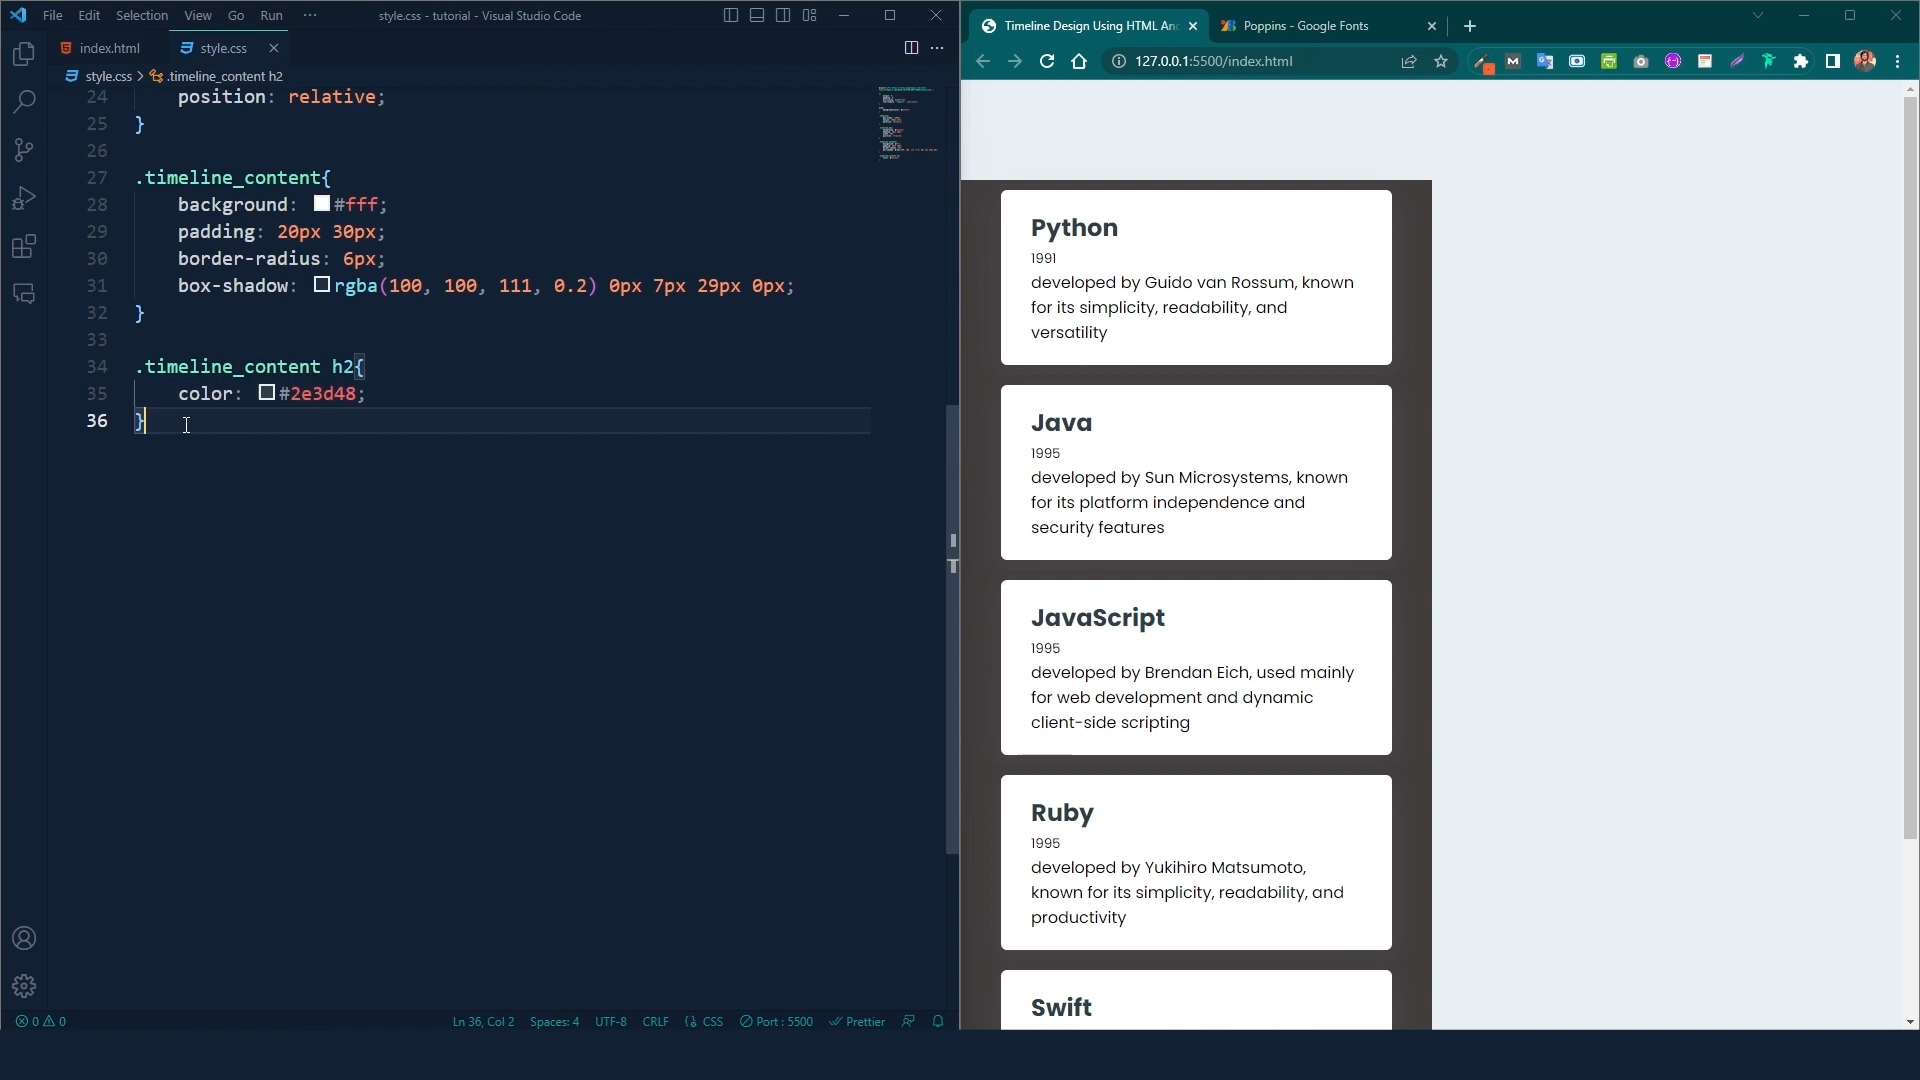 File Edit Selection View Go Run ··· style.css - tutorial - Visual Studio Code
index.html style.css
style.css > .timeline_content h2
24 position: relative;
25 }
26
27 .timeline_content{
28 background: #fff;
29 padding: 20px 30px;
30 border-radius: 6px;
31 box-shadow: rgba(100, 100, 111, 0.2) 0px 7px 29px 0px;
32 }
33
34 .timeline_content h2{
35 color: #2e3d48;
36 }
0 0 Ln 36, Col 2 Spaces: 4 UTF-8 CRLF CSS Port : 5500 Prettier
Timeline Design Using HTML An Poppins - Google Fonts
127.0.0.1:5500/index.html
Python
1991
developed by Guido van Rossum, known
for its simplicity, readability, and
versatility
Java
1995
developed by Sun Microsystems, known
for its platform independence and
security features
JavaScript
1995
developed by Brendan Eich, used mainly
for web development and dynamic
client-side scripting
Ruby
1995
developed by Yukihiro Matsumoto,
known for its simplicity, readability, and
productivity
Swift